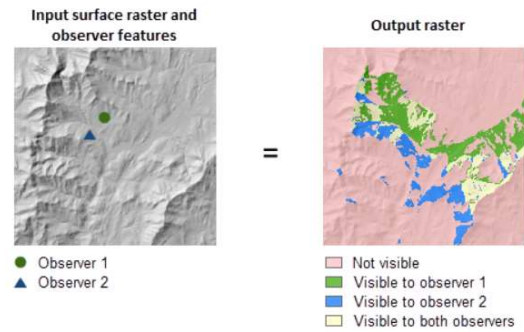 Input surface raster and
observer features
Output raster
=
Observer 1
Observer 2
Not visible
Visible to observer 1
Visible to observer 2
Visible to both observers